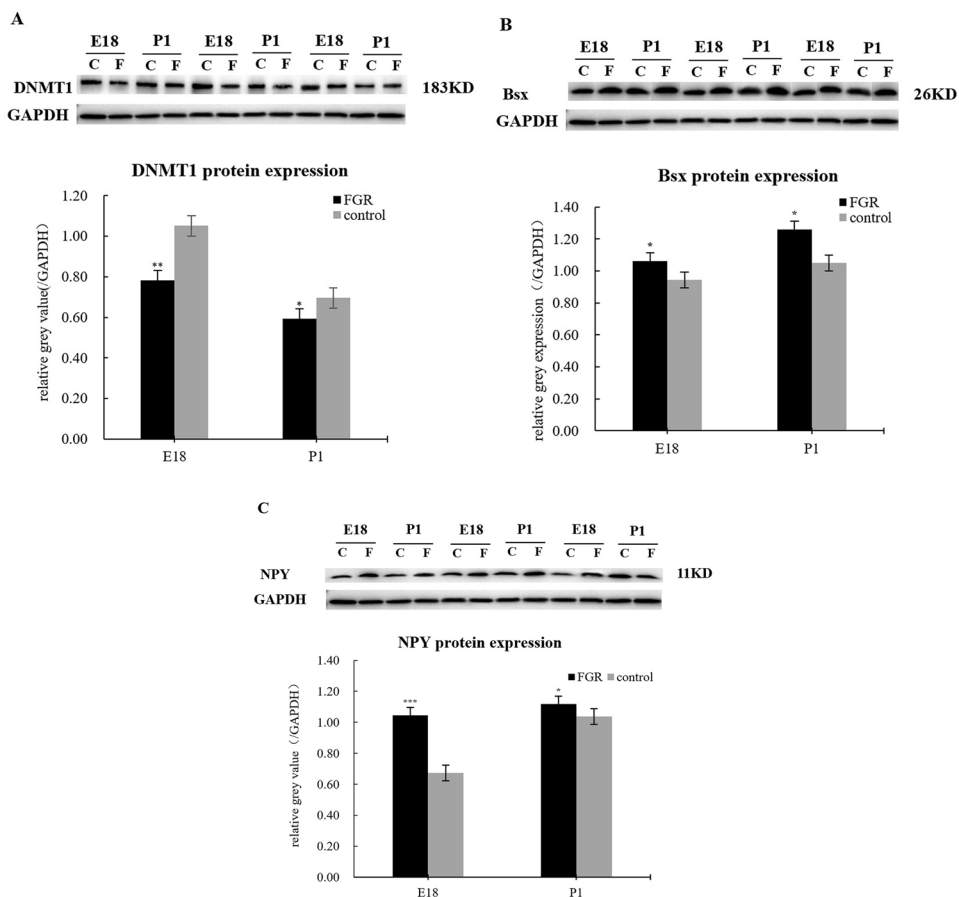 A
E18 P1 E18 P1 E18 P1
C F C F C F C F C F C F
DNMT1 183KD
GAPDH
DNMT1 protein expression
1.20
1.00
0.80
0.60
0.40
0.20
0.00
relative grey value(/GAPDH)
FGR
control
**
*
E18 P1
B
E18 P1 E18 P1 E18 P1
C F C F C F C F C F C F
Bsx 26KD
GAPDH
Bsx protein expression
1.40
1.20
1.00
0.80
0.60
0.40
0.20
0.00
relative grey expression（/GAPDH）
FGR
control
*
*
E18 P1
C
E18 P1 E18 P1 E18 P1
C F C F C F C F C F C F
NPY 11KD
GAPDH
NPY protein expression
1.40
1.20
1.00
0.80
0.60
0.40
0.20
0.00
relative grey value（/GAPDH）
FGR control
***
*
E18 P1